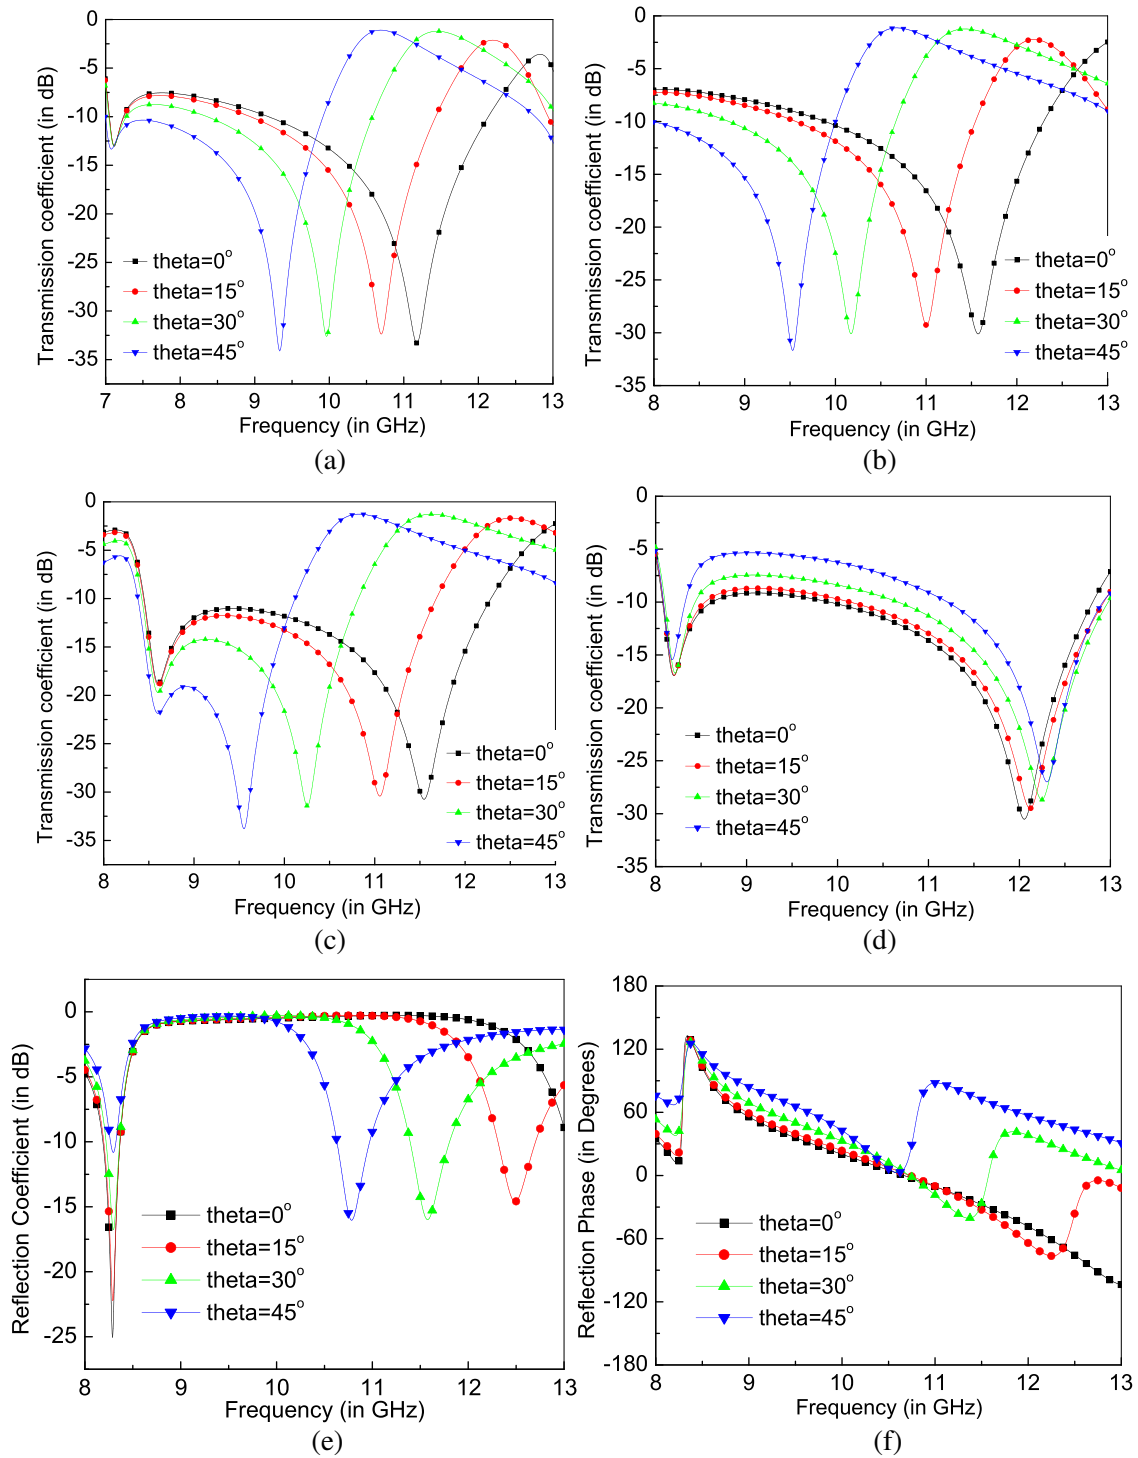 0
-5
-10
-15
-20
-25
-30
-35
Transmission coefficient (in dB)
theta=0°
theta=15°
theta=30°
theta=45°
7 8 9 10 11 12 13
Frequency (in GHz)
(a)
0
-5
-10
-15
-20
-25
-30
-35
Transmission coefficient (in dB)
theta=0°
theta=15°
theta=30°
theta=45°
8 9 10 11 12 13
Frequency (in GHz)
(b)
0
-5
-10
-15
-20
-25
-30
-35
Transmission coefficient (in dB)
theta=0°
theta=15°
theta=30°
theta=45°
8 9 10 11 12 13
Frequency (in GHz)
(c)
0
-5
-10
-15
-20
-25
-30
-35
Transmission coefficient (in dB)
theta=0°
theta=15°
theta=30°
theta=45°
8 9 10 11 12 13
Frequency (in GHz)
(d)
0
-5
-10
-15
-20
-25
Reflection Coefficient (in dB)
theta=0°
theta=15°
theta=30°
theta=45°
8 9 10 11 12 13
Frequency (in GHz)
(e)
180
120
60
0
-60
-120
-180
Reflection Phase (in Degrees)
theta=0°
theta=15°
theta=30°
theta=45°
8 9 10 11 12 13
Frequency (in GHz)
(f)